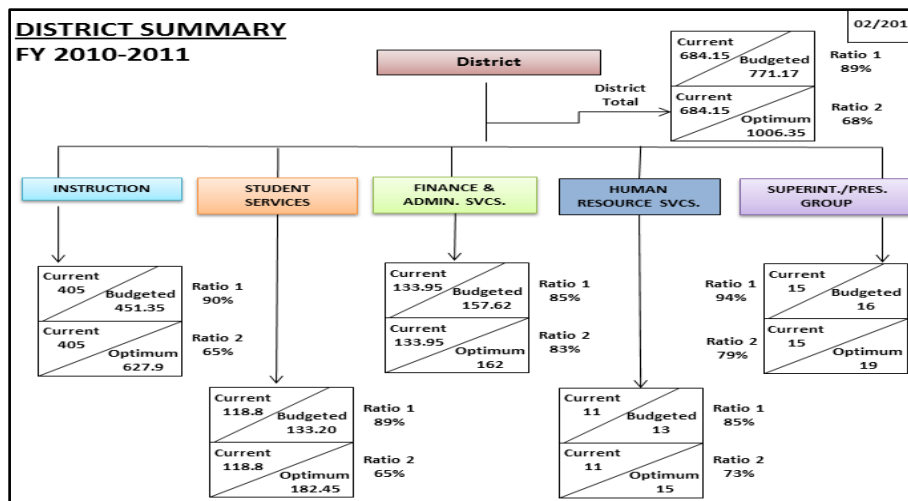 DISTRICT SUMMARY
FY 2010-2011
02/201
District
District
Total
Current
684.15
Budgeted
771.17
Ratio 1
89%
Current
684.15
Optimum
1006.35
Ratio 2
68%
INSTRUCTION
STUDENT
SERVICES
FINANCE &
ADMIN. SVCS.
HUMAN
RESOURCE SVCS.
SUPERINT./PRES.
GROUP
Current
405
Budgeted
451.35
Ratio 1
90%
Current
405
Optimum
627.9
Ratio 2
65%
Current
118.8
Budgeted
133.20
Ratio 1
89%
Current
118.8
Optimum
182.45
Ratio 2
65%
Current
133.95
Budgeted
157.62
Ratio 1
85%
Current
133.95
Optimum
162
Ratio 2
83%
Current
11
Budgeted
13
Ratio 1
85%
Current
11
Optimum
15
Ratio 2
73%
Ratio 1
94%
Current
15
Budgeted
16
Ratio 2
79%
Current
15
Optimum
19